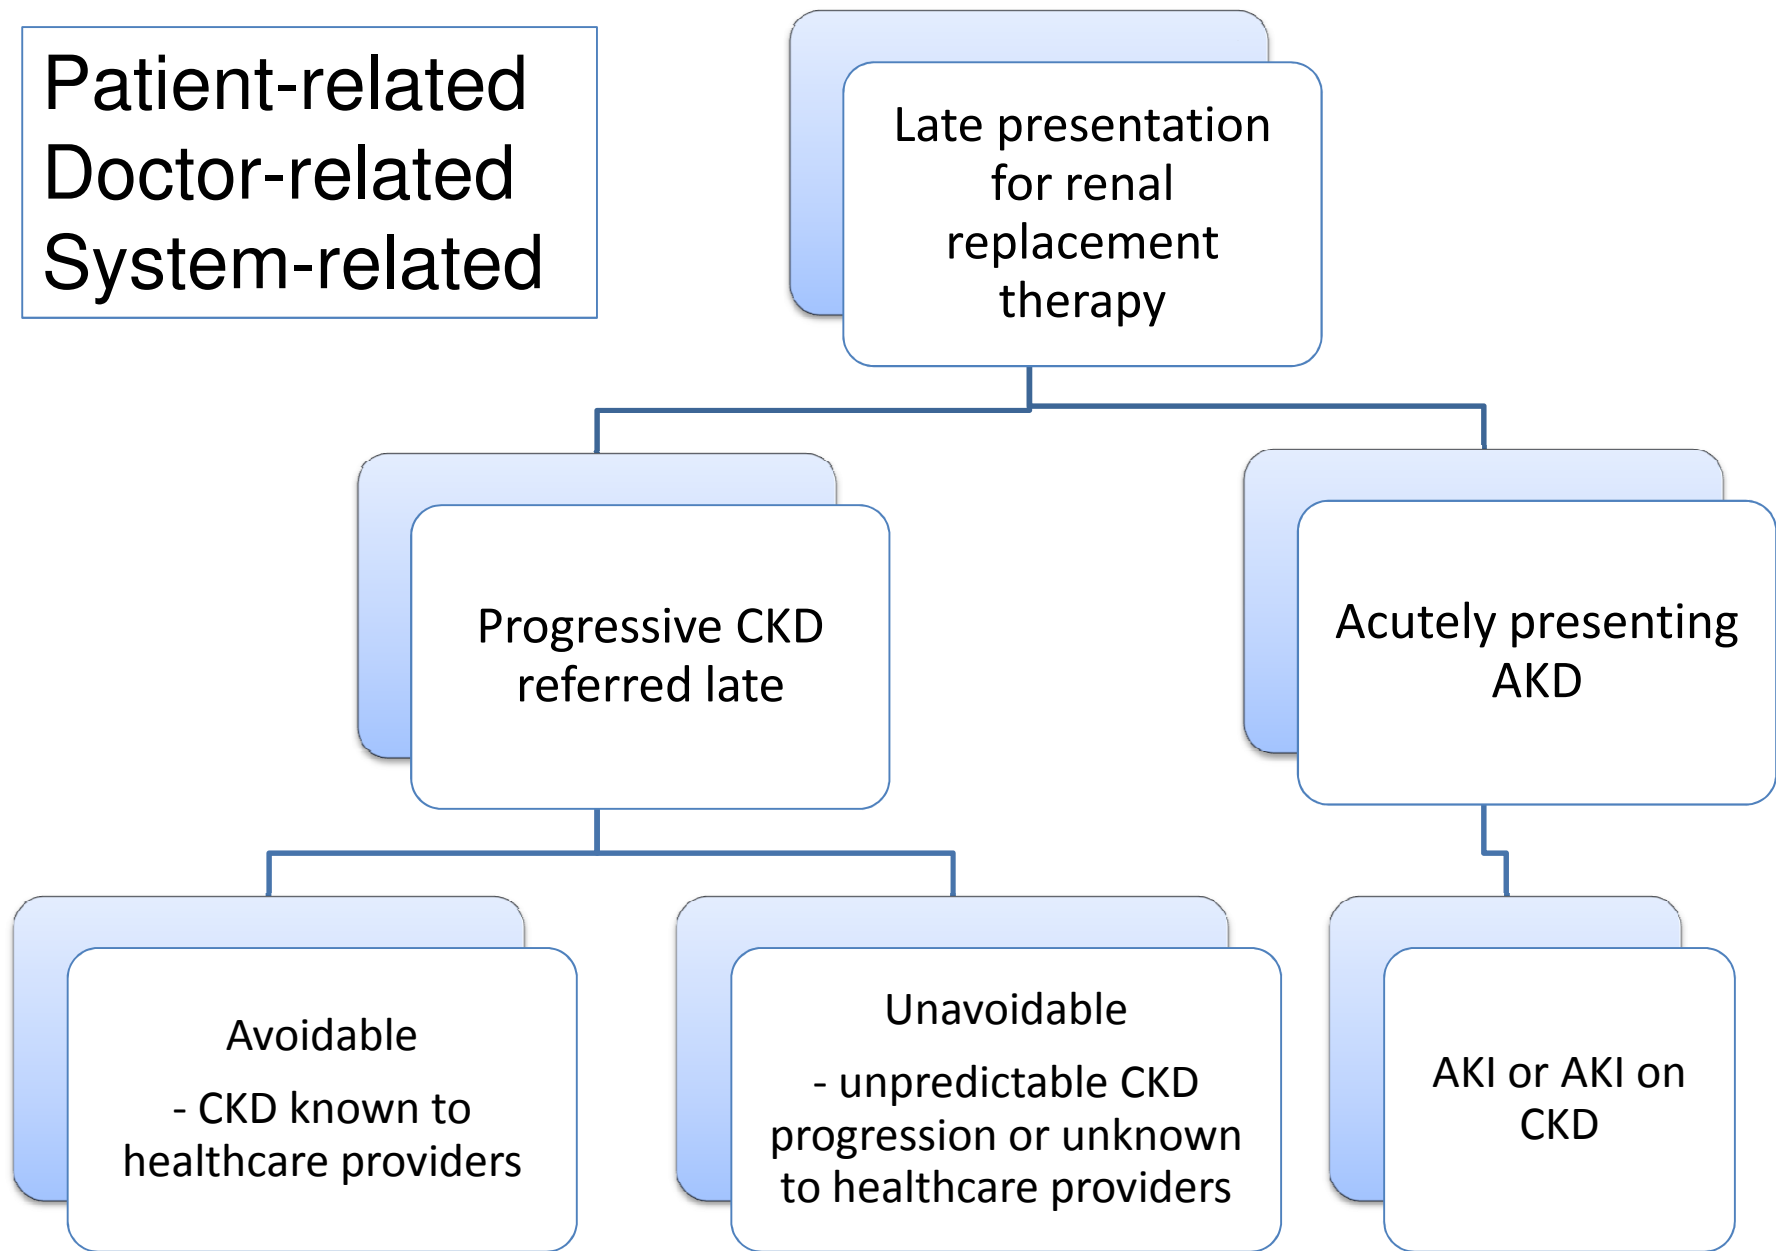 Patient-related
Doctor-related
System-related
Late presentation
for renal
replacement
therapy
Progressive CKD
referred late
Acutely presenting
AKD
Avoidable
- CKD known to
healthcare providers
Unavoidable
- unpredictable CKD
progression or unknown
to healthcare providers
AKI or AKI on
CKD